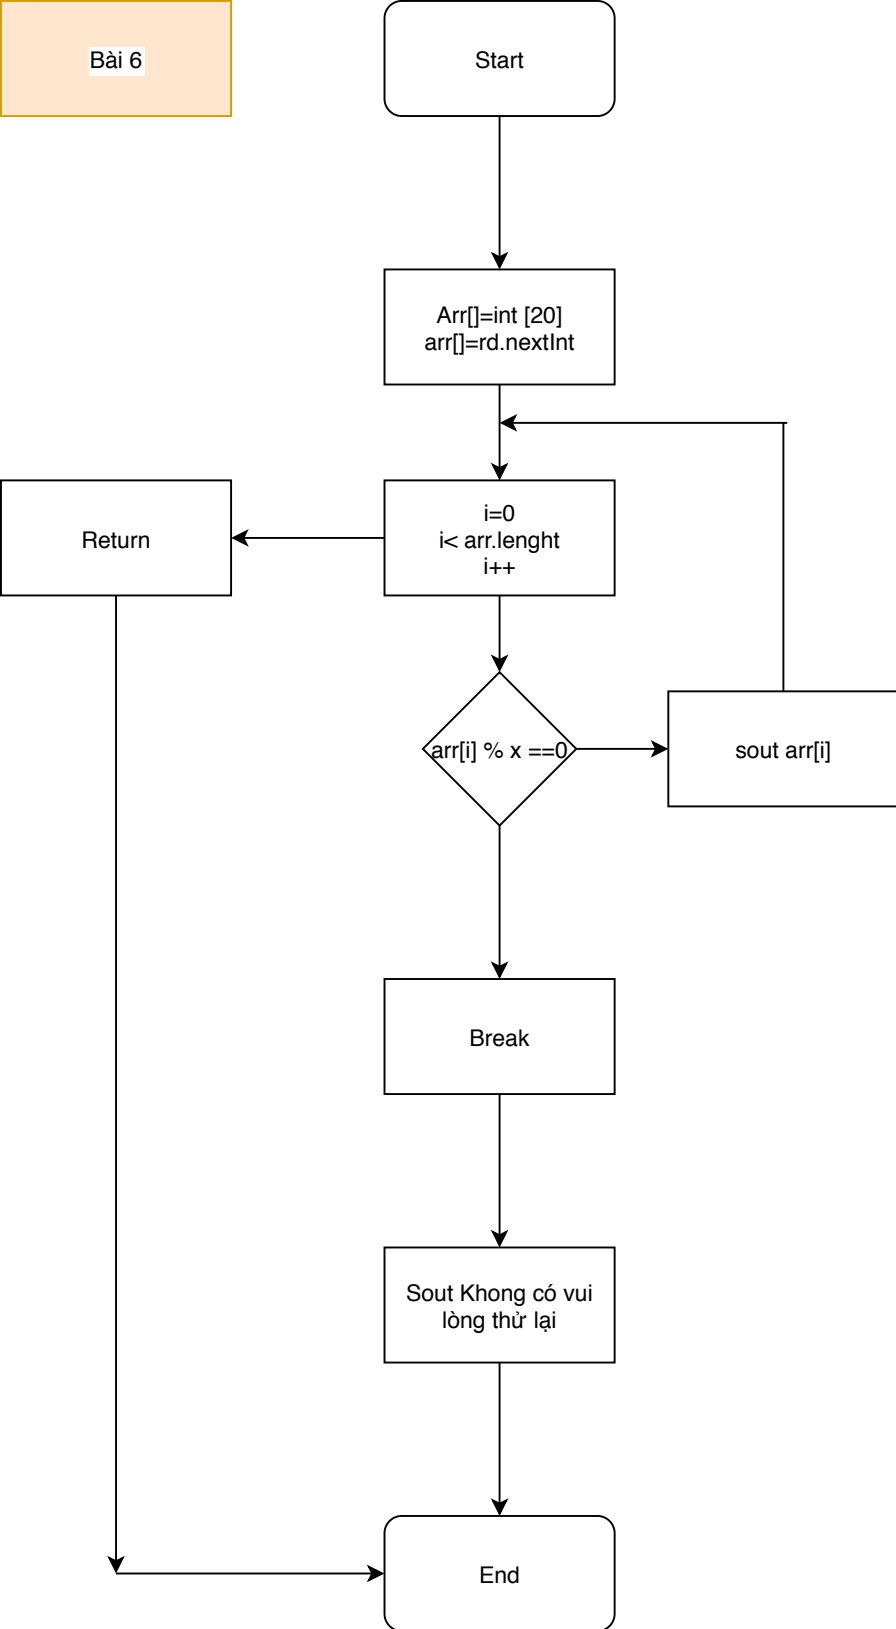 Bài 6
Start
Arr[]=int [20]
arr[]=rd.nextInt
Return
i=0
i< arr.lenght
i++
arr[i] % x ==0
sout arr[i]
Break
Sout Khong có vui
lòng thử lại
End